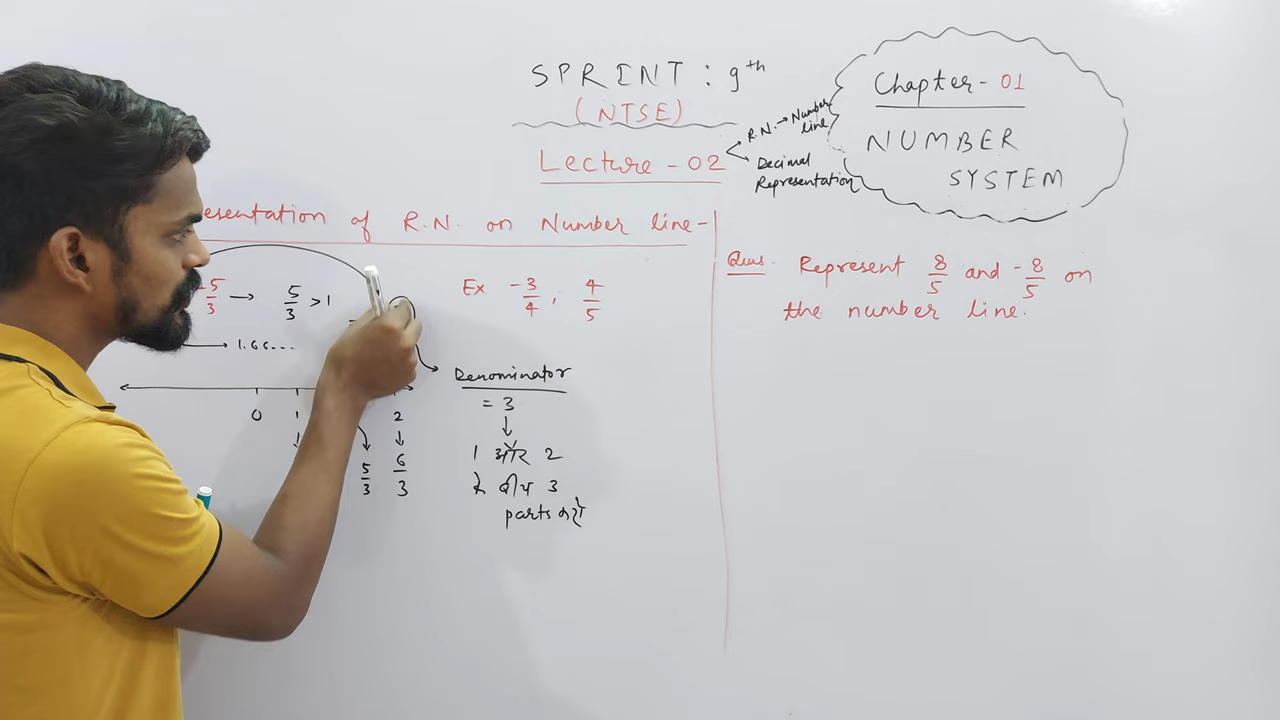 SPRINT : 9th
(NTSE)
Lecture - 02
R.N. → Number line
Decimal Representation
Chapter - 01
NUMBER
SYSTEM
esentation of R.N. on Number line -
-5/3 → 5/3 > 1
→ 1.66...
0 1 2
5/3 6/3
Ex -3/4 , 4/5
Denominator
= 3
↓
1 और 2
के बीच 3
parts करो
Ques. Represent 8/5 and -8/5 on
the number line.